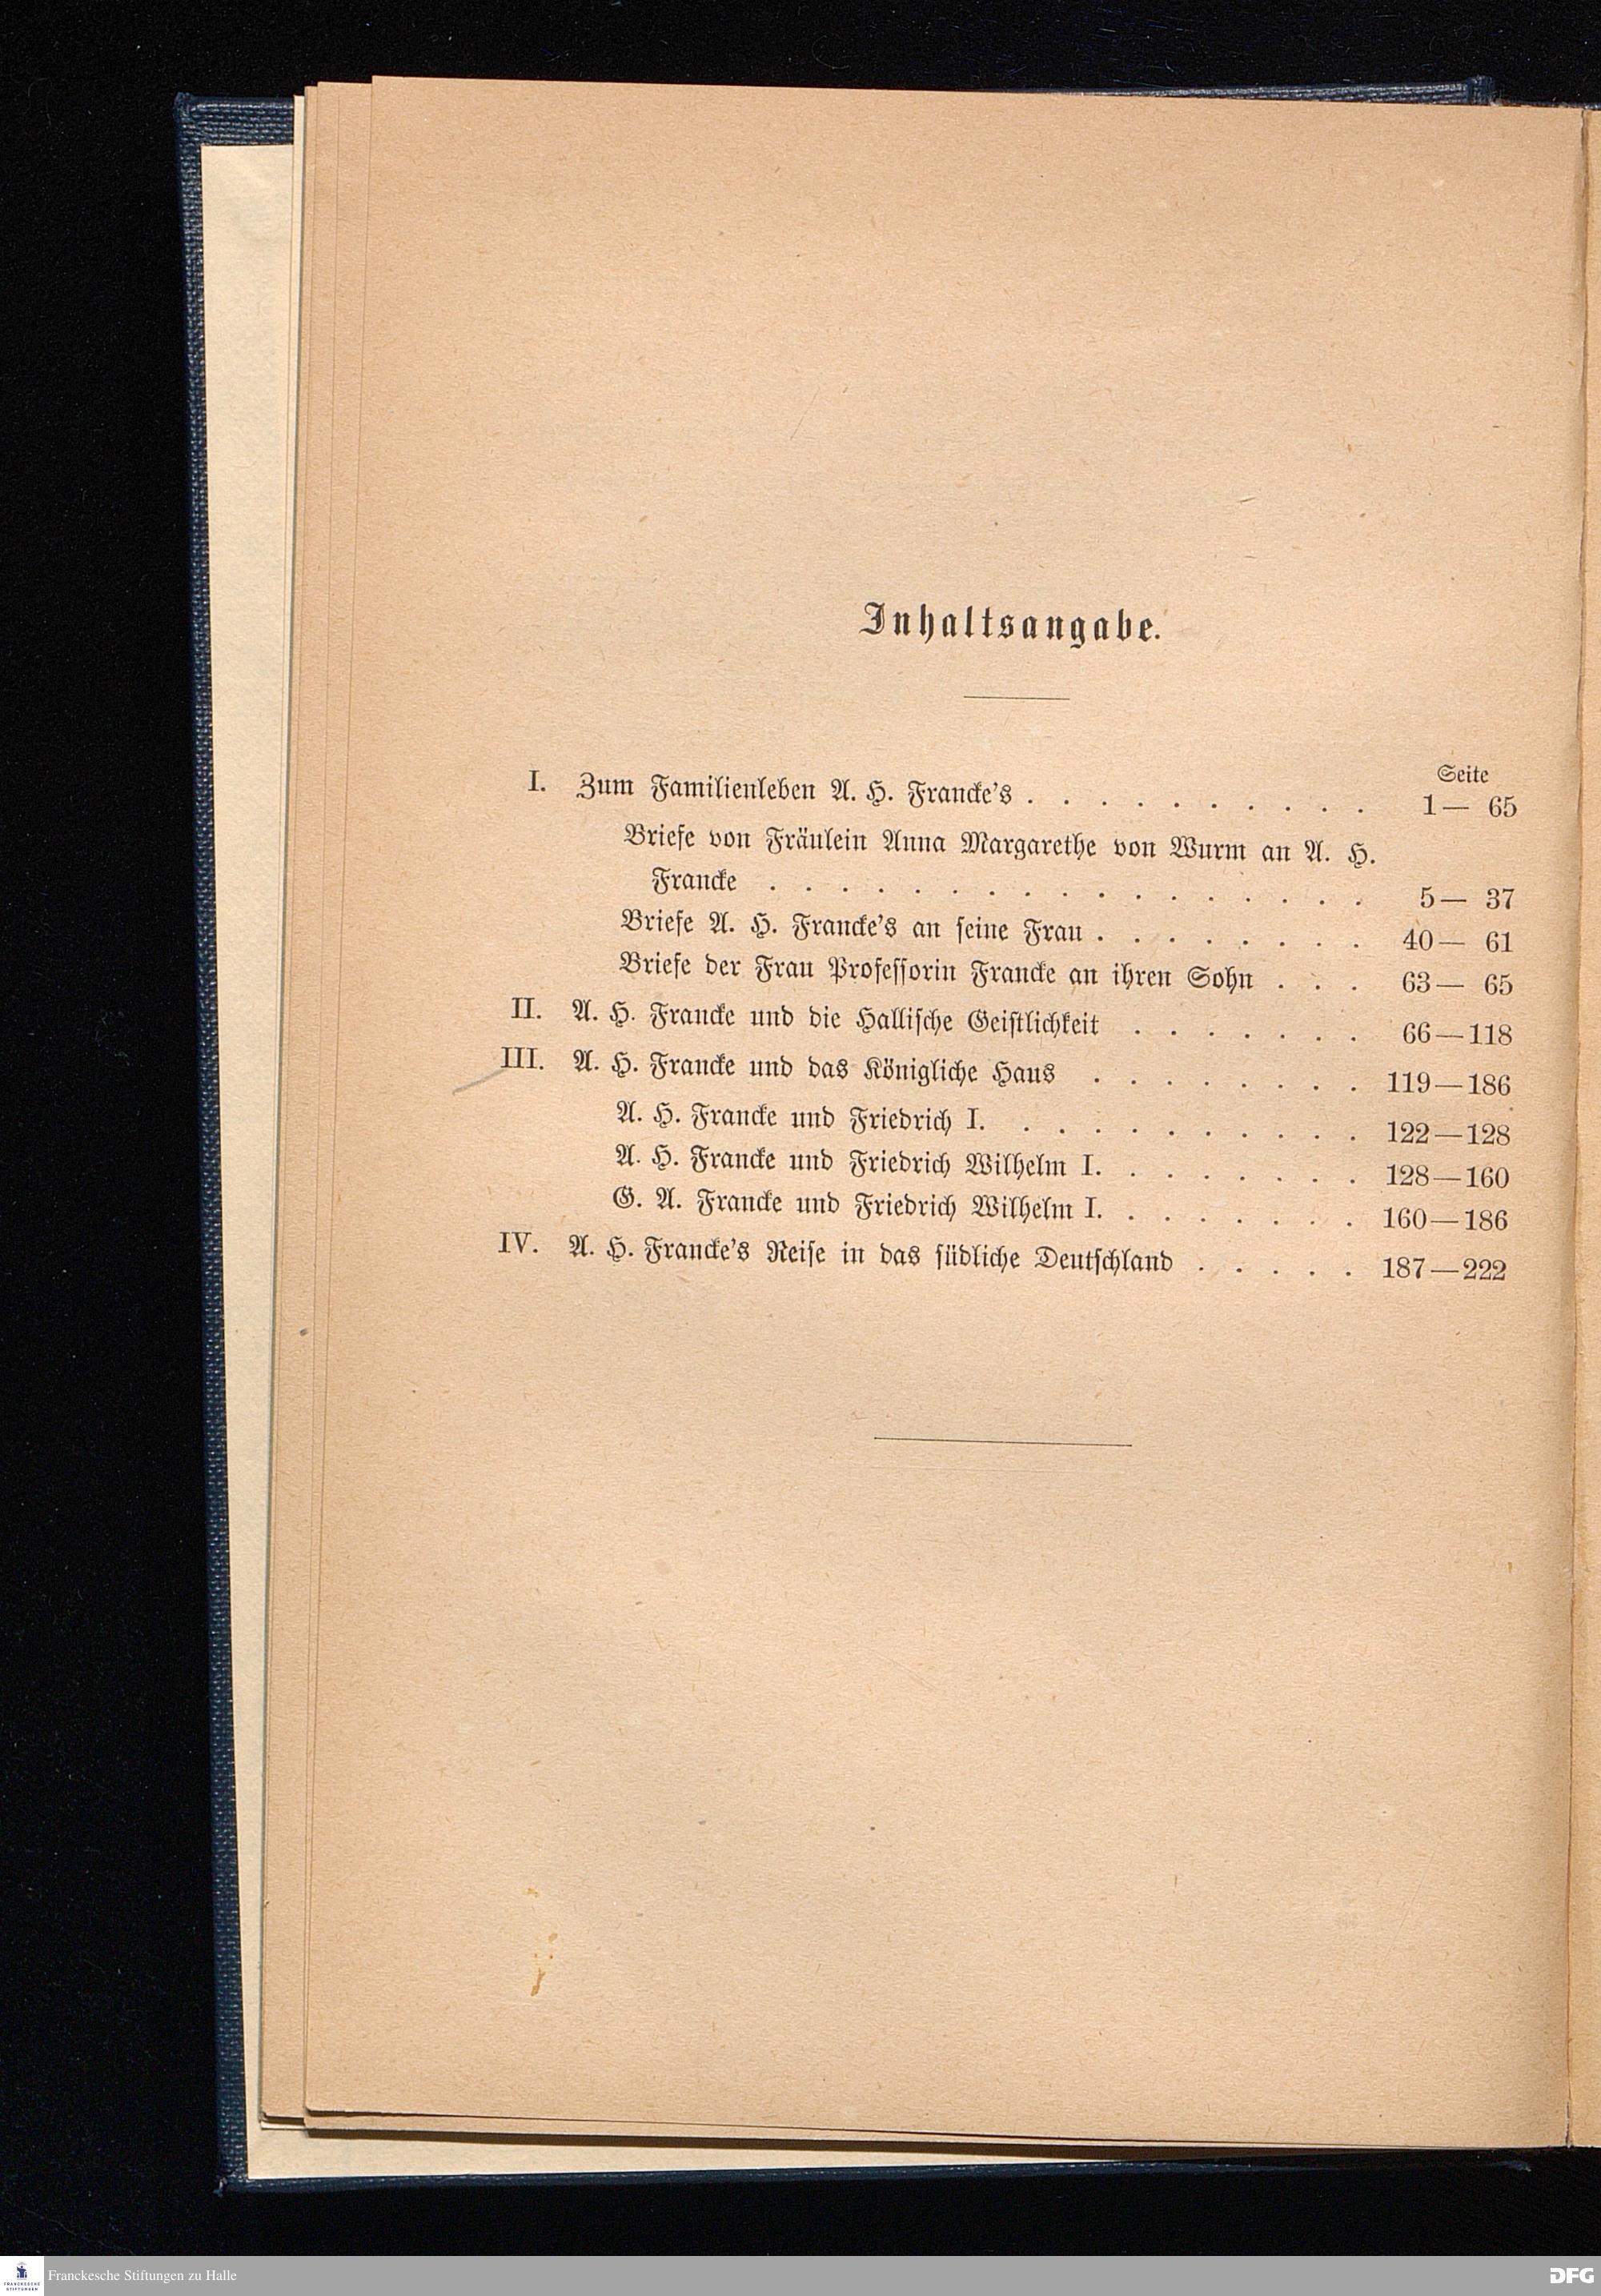 Inhaltsangabe.
Seite
I. Zum Familienleben A. H. Francke's . . . . . . . . . . 1— 65
Briefe von Fräulein Anna Margarethe von Wurm an A. H.
Francke . . . . . . . . . . . . . . . . . 5— 37
Briefe A. H. Francke's an seine Frau . . . . . . . . 40— 61
Briefe der Frau Professorin Francke an ihren Sohn . . . 63— 65
II. A. H. Francke und die Hallische Geistlichkeit . . . . . . . 66—118
III. A. H. Francke und das Königliche Haus . . . . . . . . 119—186
A. H. Francke und Friedrich I. . . . . . . . . . . 122—128
A. H. Francke und Friedrich Wilhelm I. . . . . . . . 128—160
G. A. Francke und Friedrich Wilhelm I. . . . . . . . 160—186
IV. A. H. Francke's Reise in das südliche Deutschland . . . . . 187—222
FRANCKESCHE
STIFTUNGEN
Franckesche Stiftungen zu Halle
DFG